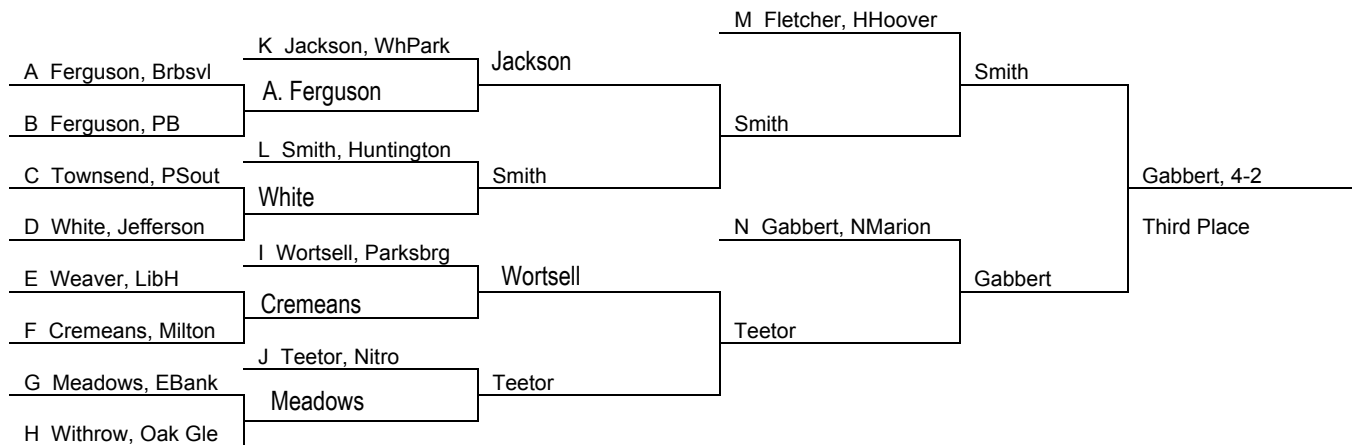 M Fletcher, HHoover
K Jackson, WhPark
Jackson
A Ferguson, Brbsvl
Smith
A. Ferguson
B Ferguson, PB
Smith
L Smith, Huntington
C Townsend, PSout
Smith
Gabbert, 4-2
White
D White, Jefferson
N Gabbert, NMarion
Third Place
I Wortsell, Parksbrg
E Weaver, LibH
Wortsell
Gabbert
Cremeans
F Cremeans, Milton
Teetor
J Teetor, Nitro
G Meadows, EBank
Teetor
Meadows
H Withrow, Oak Gle